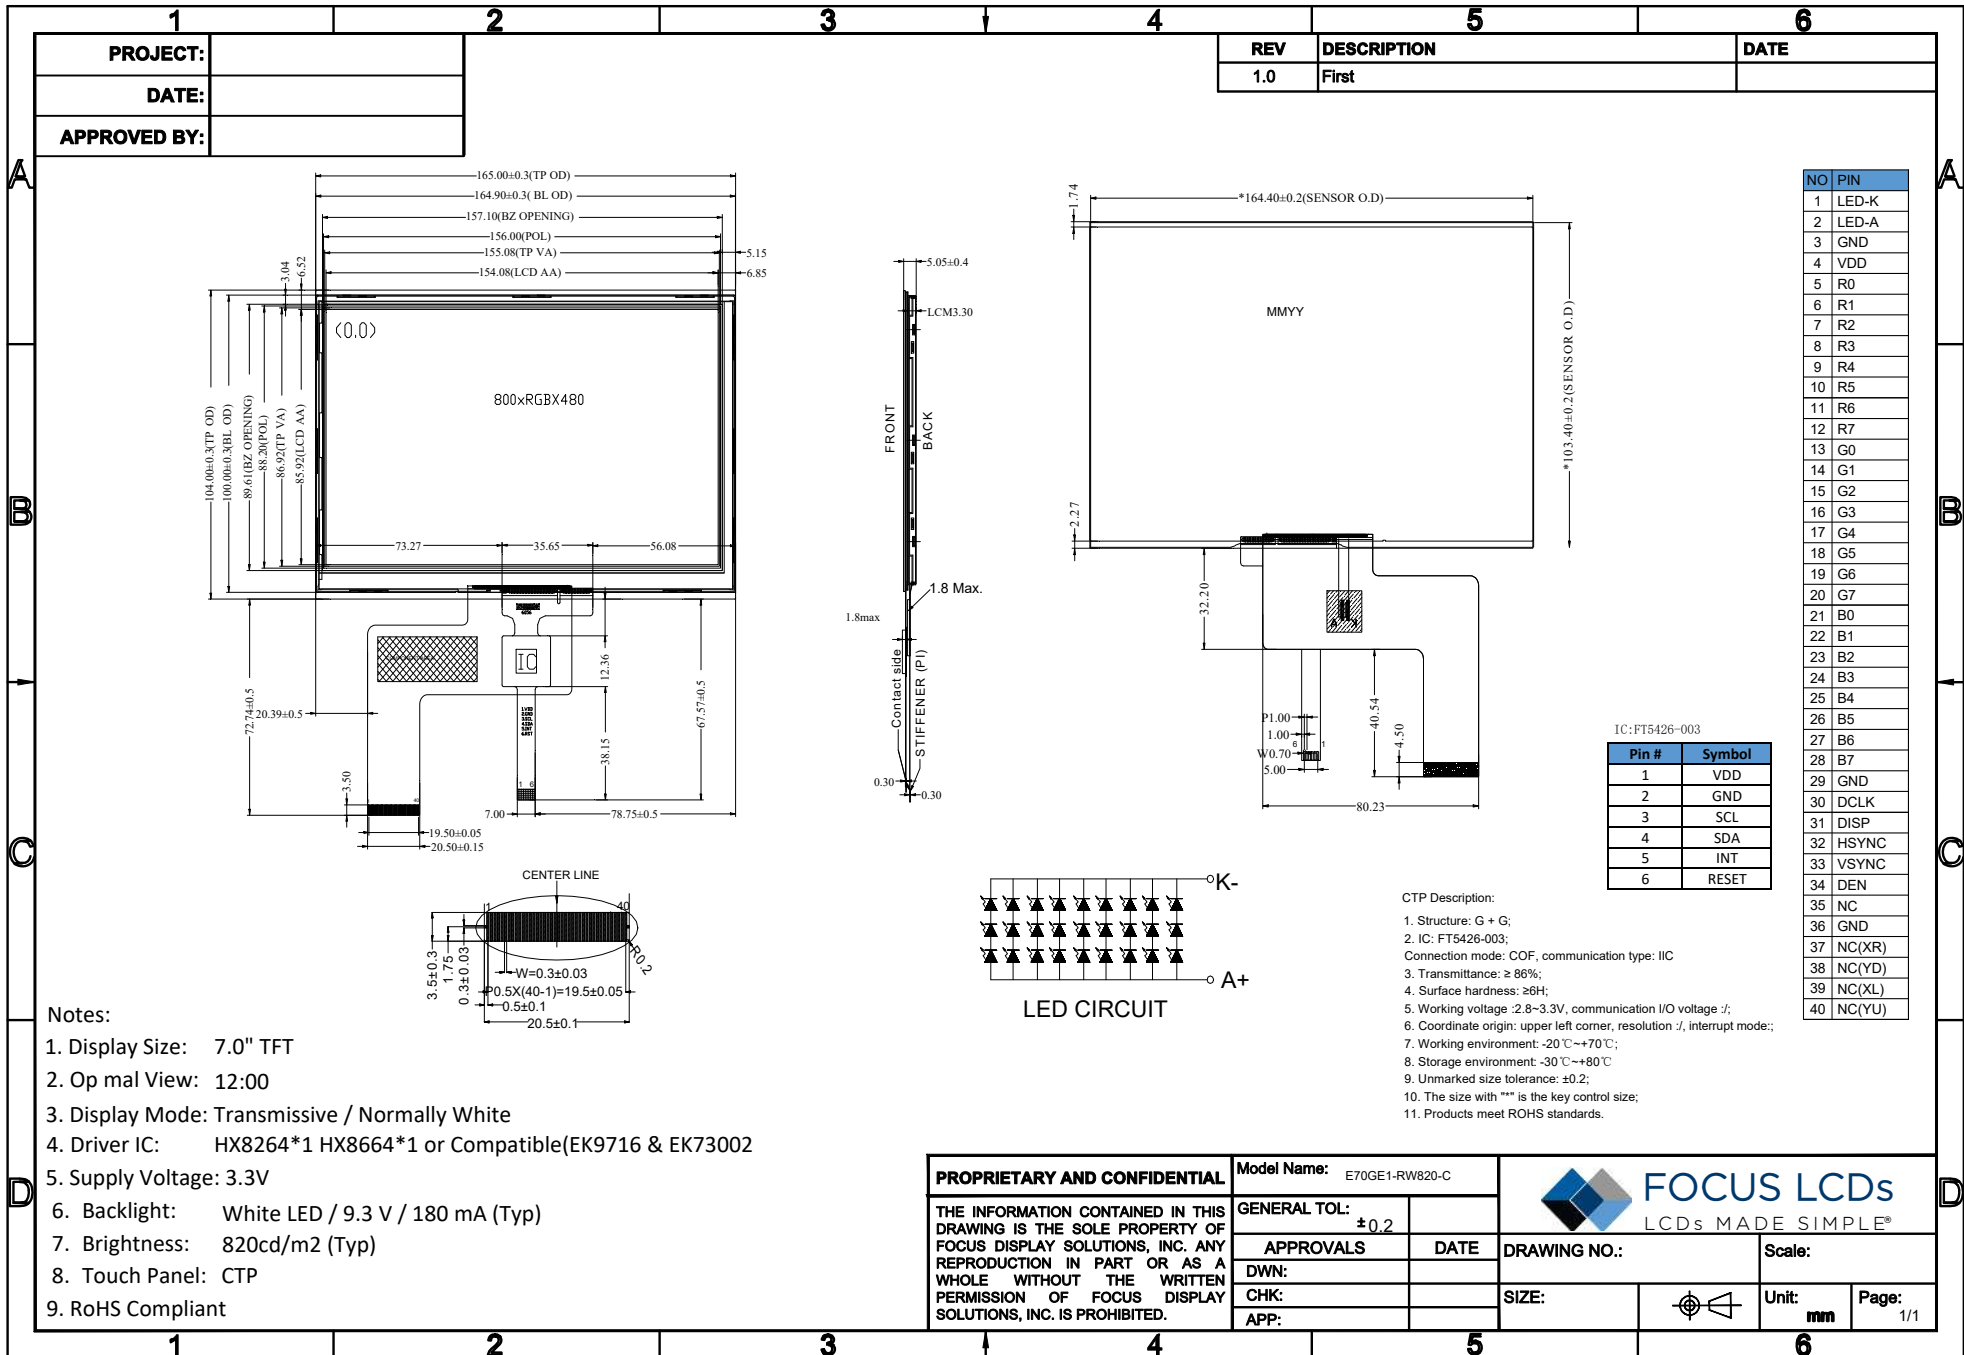 1 2 3 4 5 6
PROJECT:
DATE:
APPROVED BY:
REV DESCRIPTION DATE
1.0 First
A A
B B
C C
D D
165.00±0.3(TP OD)
164.90±0.3( BL OD)
157.10(BZ OPENING)
156.00(POL)
155.08(TP VA)
154.08(LCD AA)
5.15
6.85
3.04
6.52
104.00±0.3(TP OD)
100.00±0.3(BL OD)
89.61(BZ OPENING)
88.20(POL)
86.92(TP VA)
85.92(LCD AA)
(0.0)
800xRGBX480
73.27
35.65
56.08
IC
1.VDD
2.GND
3.SCL
4.SDA
5.INT
6.RST
1 6
12.36
38.15
67.57±0.5
72.74±0.5
20.39±0.5
3.50
7.00
78.75±0.5
19.50±0.05
20.50±0.15
5.05±0.4
LCM3.30
FRONT
BACK
1.8 Max.
1.8max
Contact side
STIFFENER (PI)
0.30
0.30
1.74
*164.40±0.2(SENSOR O.D)
MMYY
*103.40±0.2(SENSOR O.D)
2.27
32.20
A K
P1.00
1.00
6 1
W0.70
5.00
40.54
4.50
80.23
CENTER LINE
1 40
3.5±0.3
1.75
0.3±0.03
R0.2
W=0.3±0.03
P0.5X(40-1)=19.5±0.05
0.5±0.1
20.5±0.1
K-
A+
LED CIRCUIT
IC:FT5426-003
Pin # Symbol
1 VDD
2 GND
3 SCL
4 SDA
5 INT
6 RESET
NO PIN
1 LED-K
2 LED-A
3 GND
4 VDD
5 R0
6 R1
7 R2
8 R3
9 R4
10 R5
11 R6
12 R7
13 G0
14 G1
15 G2
16 G3
17 G4
18 G5
19 G6
20 G7
21 B0
22 B1
23 B2
24 B3
25 B4
26 B5
27 B6
28 B7
29 GND
30 DCLK
31 DISP
32 HSYNC
33 VSYNC
34 DEN
35 NC
36 GND
37 NC(XR)
38 NC(YD)
39 NC(XL)
40 NC(YU)
CTP Description:
1. Structure: G + G;
2. IC: FT5426-003;
Connection mode: COF, communication type: IIC
3. Transmittance: ≥ 86%;
4. Surface hardness: ≥6H;
5. Working voltage :2.8~3.3V, communication I/O voltage :/;
6. Coordinate origin: upper left corner, resolution :/, interrupt mode:;
7. Working environment: -20℃~+70℃;
8. Storage environment: -30℃~+80℃
9. Unmarked size tolerance: ±0.2;
10. The size with "*" is the key control size;
11. Products meet ROHS standards.
Notes:
1. Display Size: 7.0" TFT
2. Op mal View: 12:00
3. Display Mode: Transmissive / Normally White
4. Driver IC: HX8264*1 HX8664*1 or Compatible(EK9716 & EK73002
5. Supply Voltage: 3.3V
6. Backlight: White LED / 9.3 V / 180 mA (Typ)
7. Brightness: 820cd/m2 (Typ)
8. Touch Panel: CTP
9. RoHS Compliant
PROPRIETARY AND CONFIDENTIAL
THE INFORMATION CONTAINED IN THIS
DRAWING IS THE SOLE PROPERTY OF
FOCUS DISPLAY SOLUTIONS, INC. ANY
REPRODUCTION IN PART OR AS A
WHOLE WITHOUT THE WRITTEN
PERMISSION OF FOCUS DISPLAY
SOLUTIONS, INC. IS PROHIBITED.
Model Name: E70GE1-RW820-C
GENERAL TOL:
±0.2
APPROVALS DATE
DWN:
CHK:
APP:
FOCUS LCDs
LCDs MADE SIMPLE®
DRAWING NO.: Scale:
SIZE: Unit: mm Page: 1/1
1 2 3 4 5 6